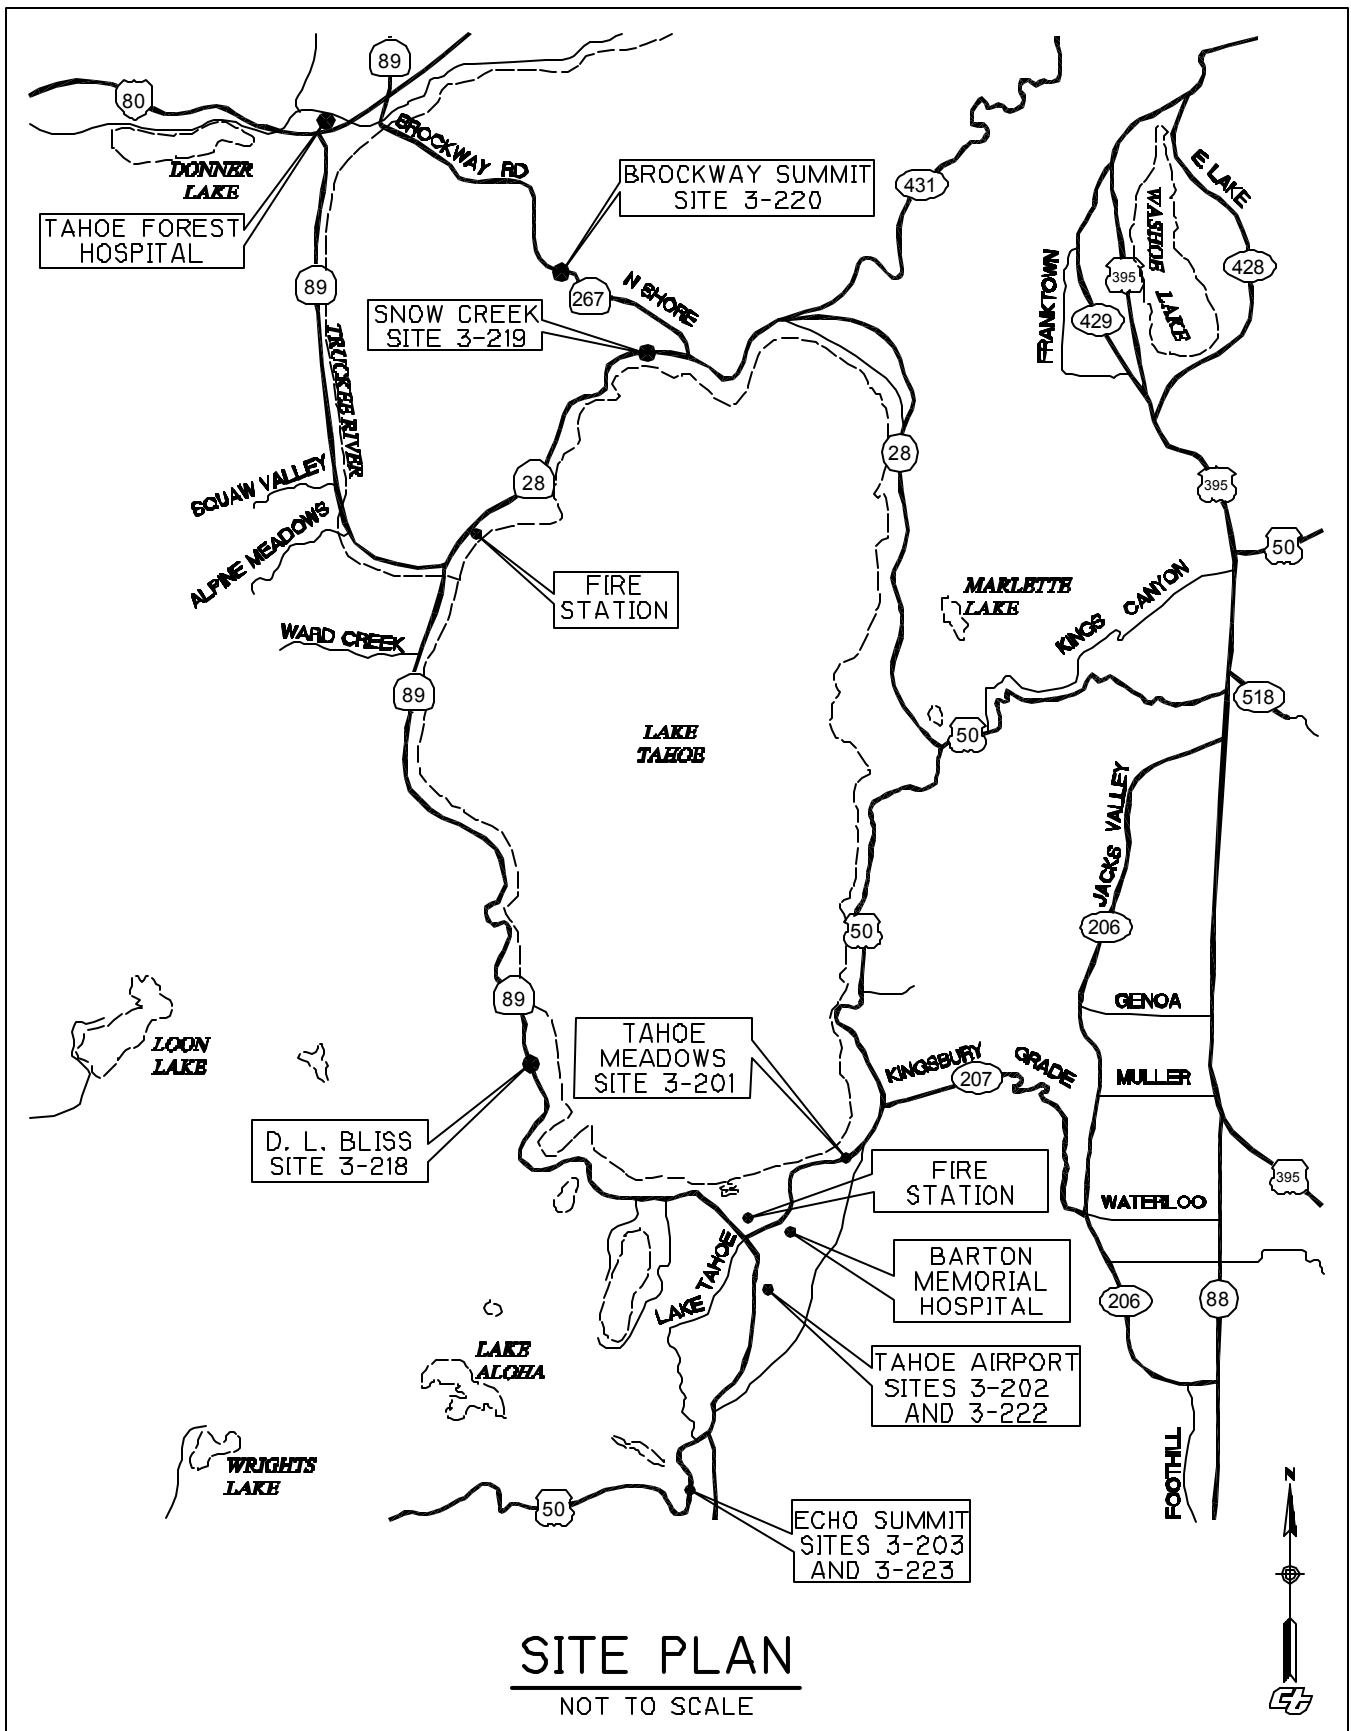 89
80
BROCKWAY RD
DONNER
LAKE
BROCKWAY SUMMIT
SITE 3-220
431
E LAKE
WASHOE LAKE
TAHOE FOREST
HOSPITAL
395
428
89
267
N SHORE
FRANKTOWN
429
SNOW CREEK
SITE 3-219
TRUCKEE RIVER
28
28
SQUAW VALLEY
395
ALPINE MEADOWS
50
FIRE
STATION
MARLETTE
LAKE
KINGS CANYON
WARD CREEK
89
518
LAKE
TAHOE
50
JACKS VALLEY
206
50
89
GENOA
LOON
LAKE
TAHOE
MEADOWS
SITE 3-201
KINGSBURY GRADE
207
MULLER
D. L. BLISS
SITE 3-218
FIRE
STATION
395
WATERLOO
LAKE TAHOE
BARTON
MEMORIAL
HOSPITAL
206
88
LAKE
ALOHA
TAHOE AIRPORT
SITES 3-202
AND 3-222
WRIGHTS
LAKE
FOOTHILL
N
50
ECHO SUMMIT
SITES 3-203
AND 3-223
SITE PLAN
NOT TO SCALE
ct